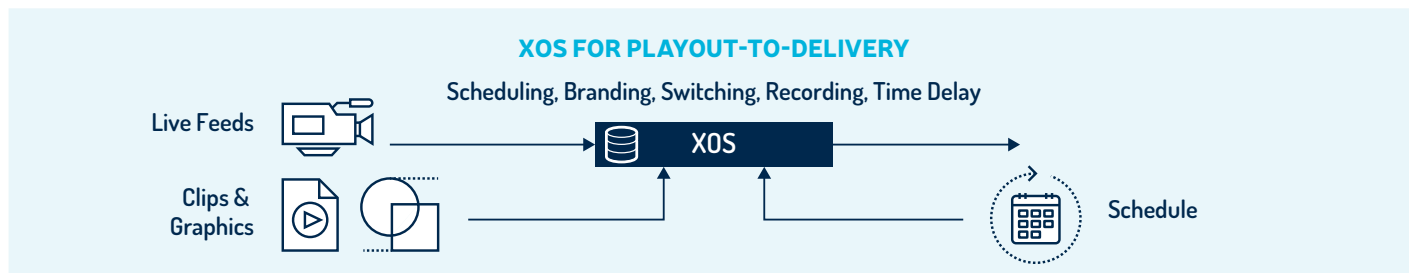 XOS FOR PLAYOUT-TO-DELIVERY
Scheduling, Branding, Switching, Recording, Time Delay
Live Feeds
XOS
Clips &
Graphics
Schedule